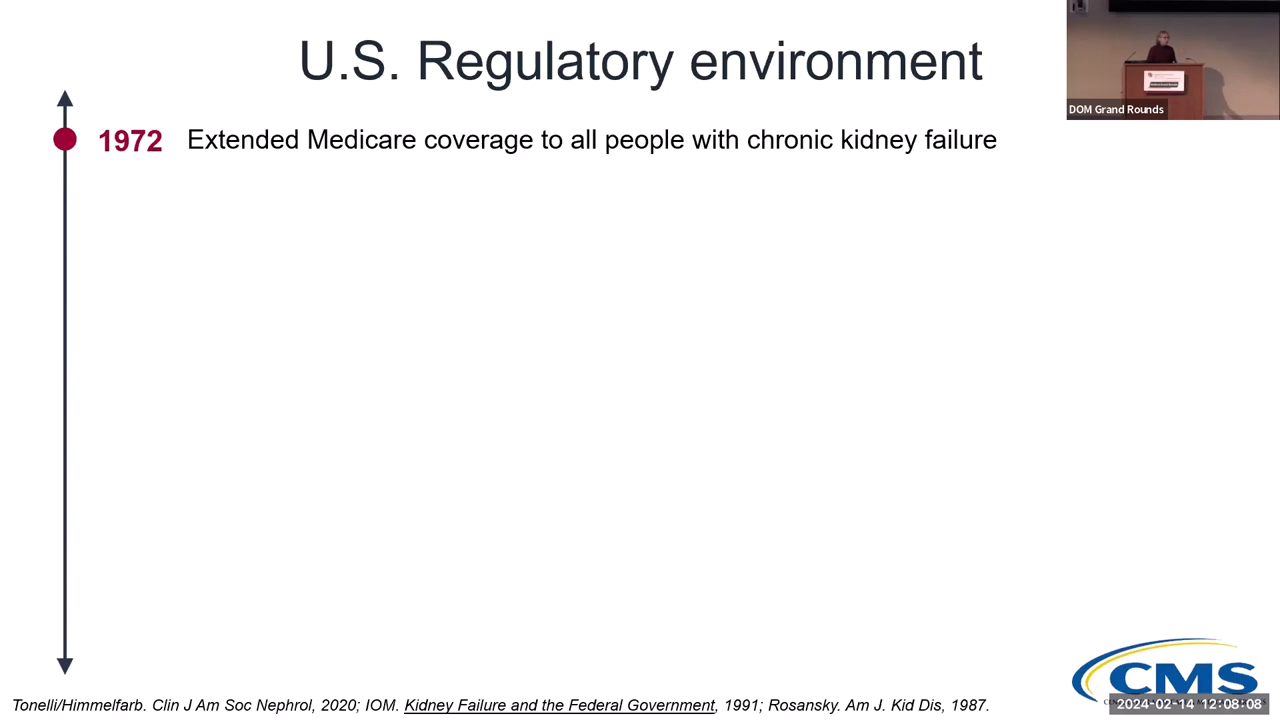 U.S. Regulatory environment
DOM Grand Rounds
1972 Extended Medicare coverage to all people with chronic kidney failure
CMS
2024-02-14 12:08:08
Tonelli/Himmelfarb. Clin J Am Soc Nephrol, 2020; IOM. Kidney Failure and the Federal Government, 1991; Rosansky. Am J. Kid Dis, 1987.